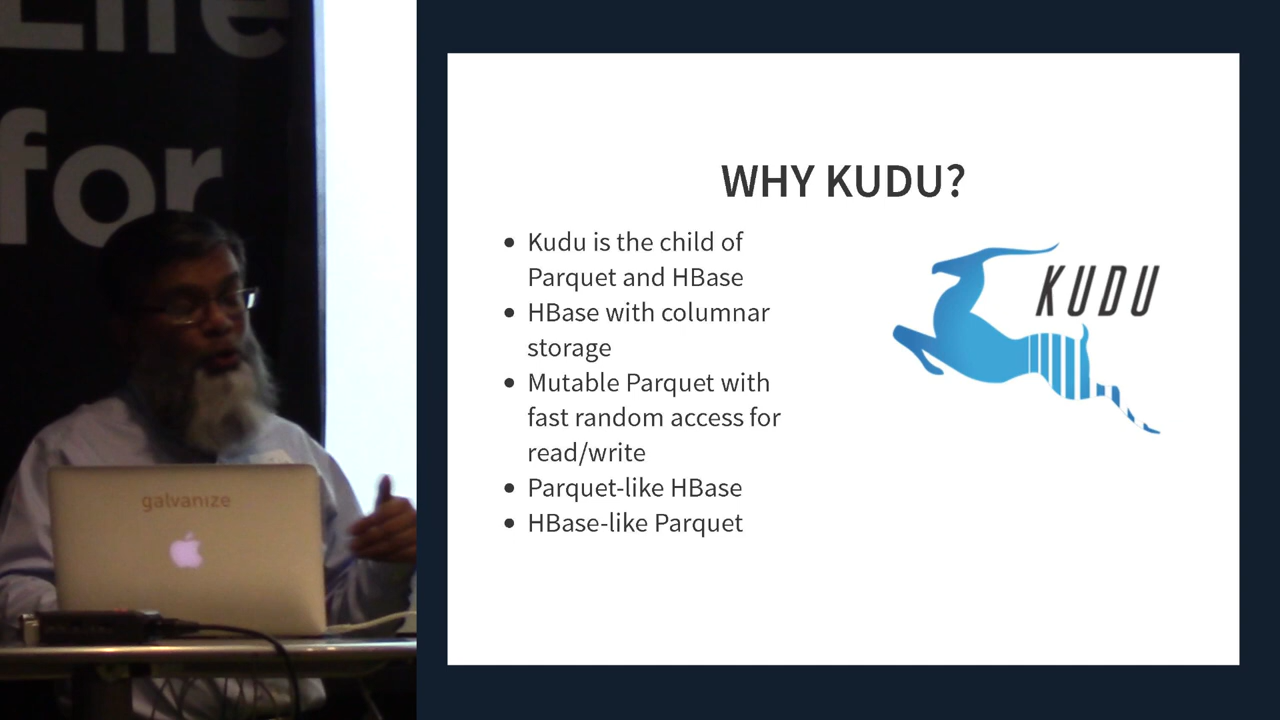 Life
for
galvanize
WHY KUDU?
• Kudu is the child of
Parquet and HBase
• HBase with columnar
storage
• Mutable Parquet with
fast random access for
read/write
• Parquet-like HBase
• HBase-like Parquet
KUDU